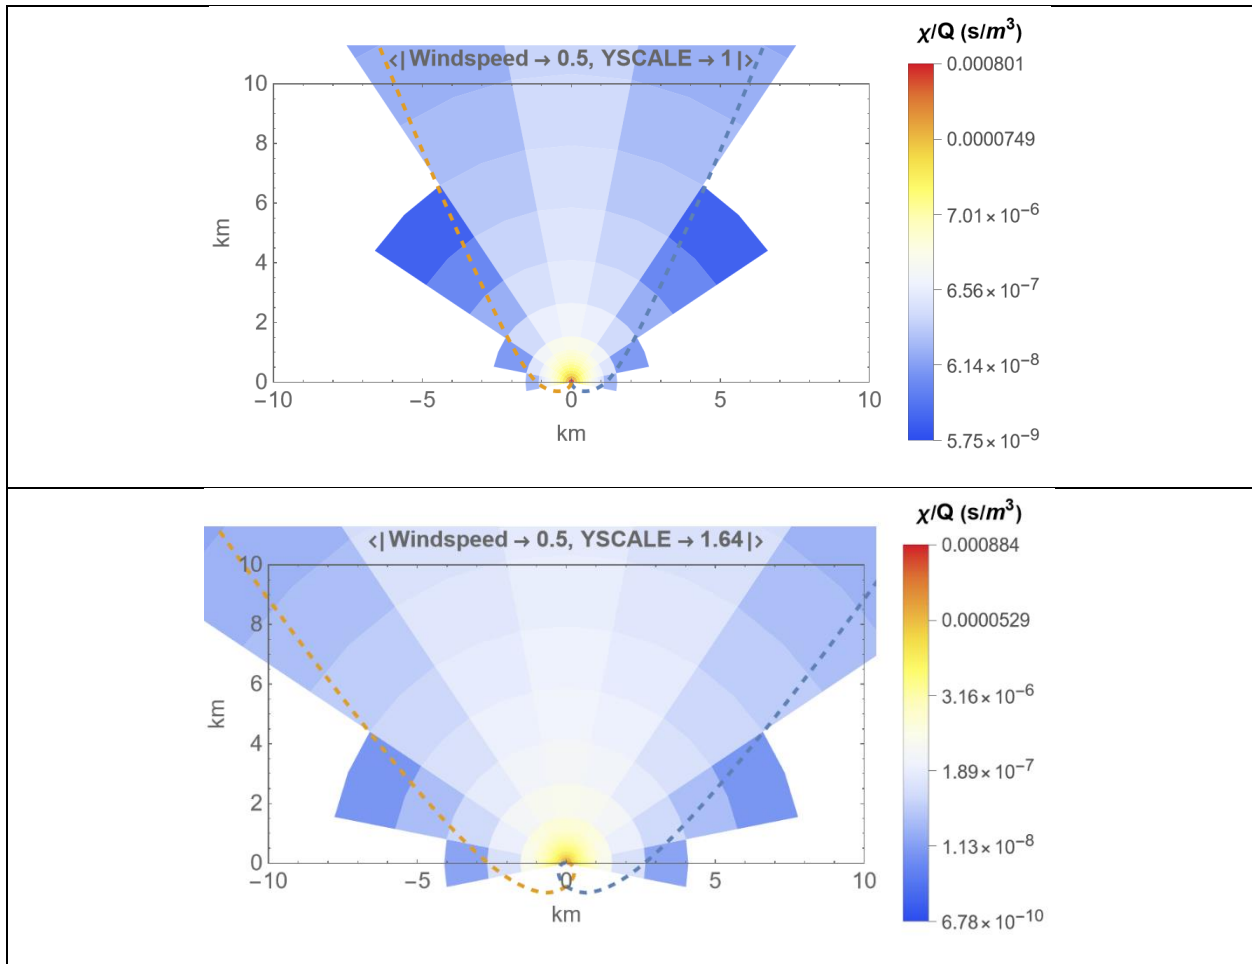 χ/Q (s/m³)
<|Windspeed → 0.5, YSCALE → 1|>
0.000801
10
0.0000749
8
7.01×10⁻⁶
6
km
4
6.56×10⁻⁷
2
6.14×10⁻⁸
0
−10 −5 0 5 10
km
5.75×10⁻⁹
χ/Q (s/m³)
<|Windspeed → 0.5, YSCALE → 1.64|>
0.000884
10
0.0000529
8
3.16×10⁻⁶
6
km
4
1.89×10⁻⁷
2
1.13×10⁻⁸
0
−10 −5 0 5 10
km
6.78×10⁻¹⁰